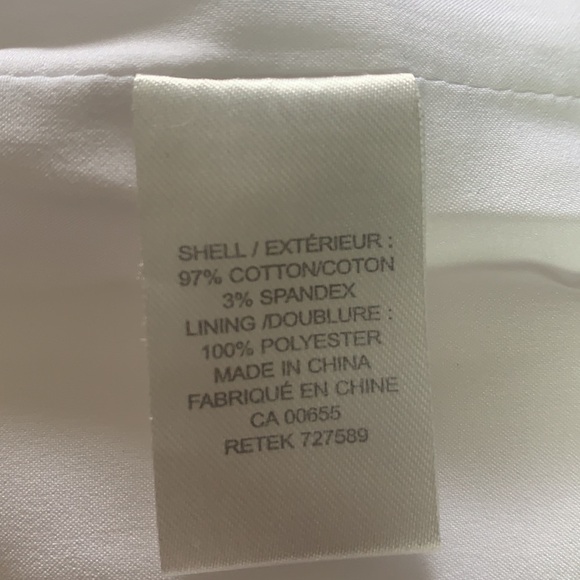 SHELL / EXTÉRIEUR :
97% COTTON/COTON
3% SPANDEX
LINING /DOUBLURE :
100% POLYESTER
MADE IN CHINA
FABRIQUÉ EN CHINE
CA 00655
RETEK 727589